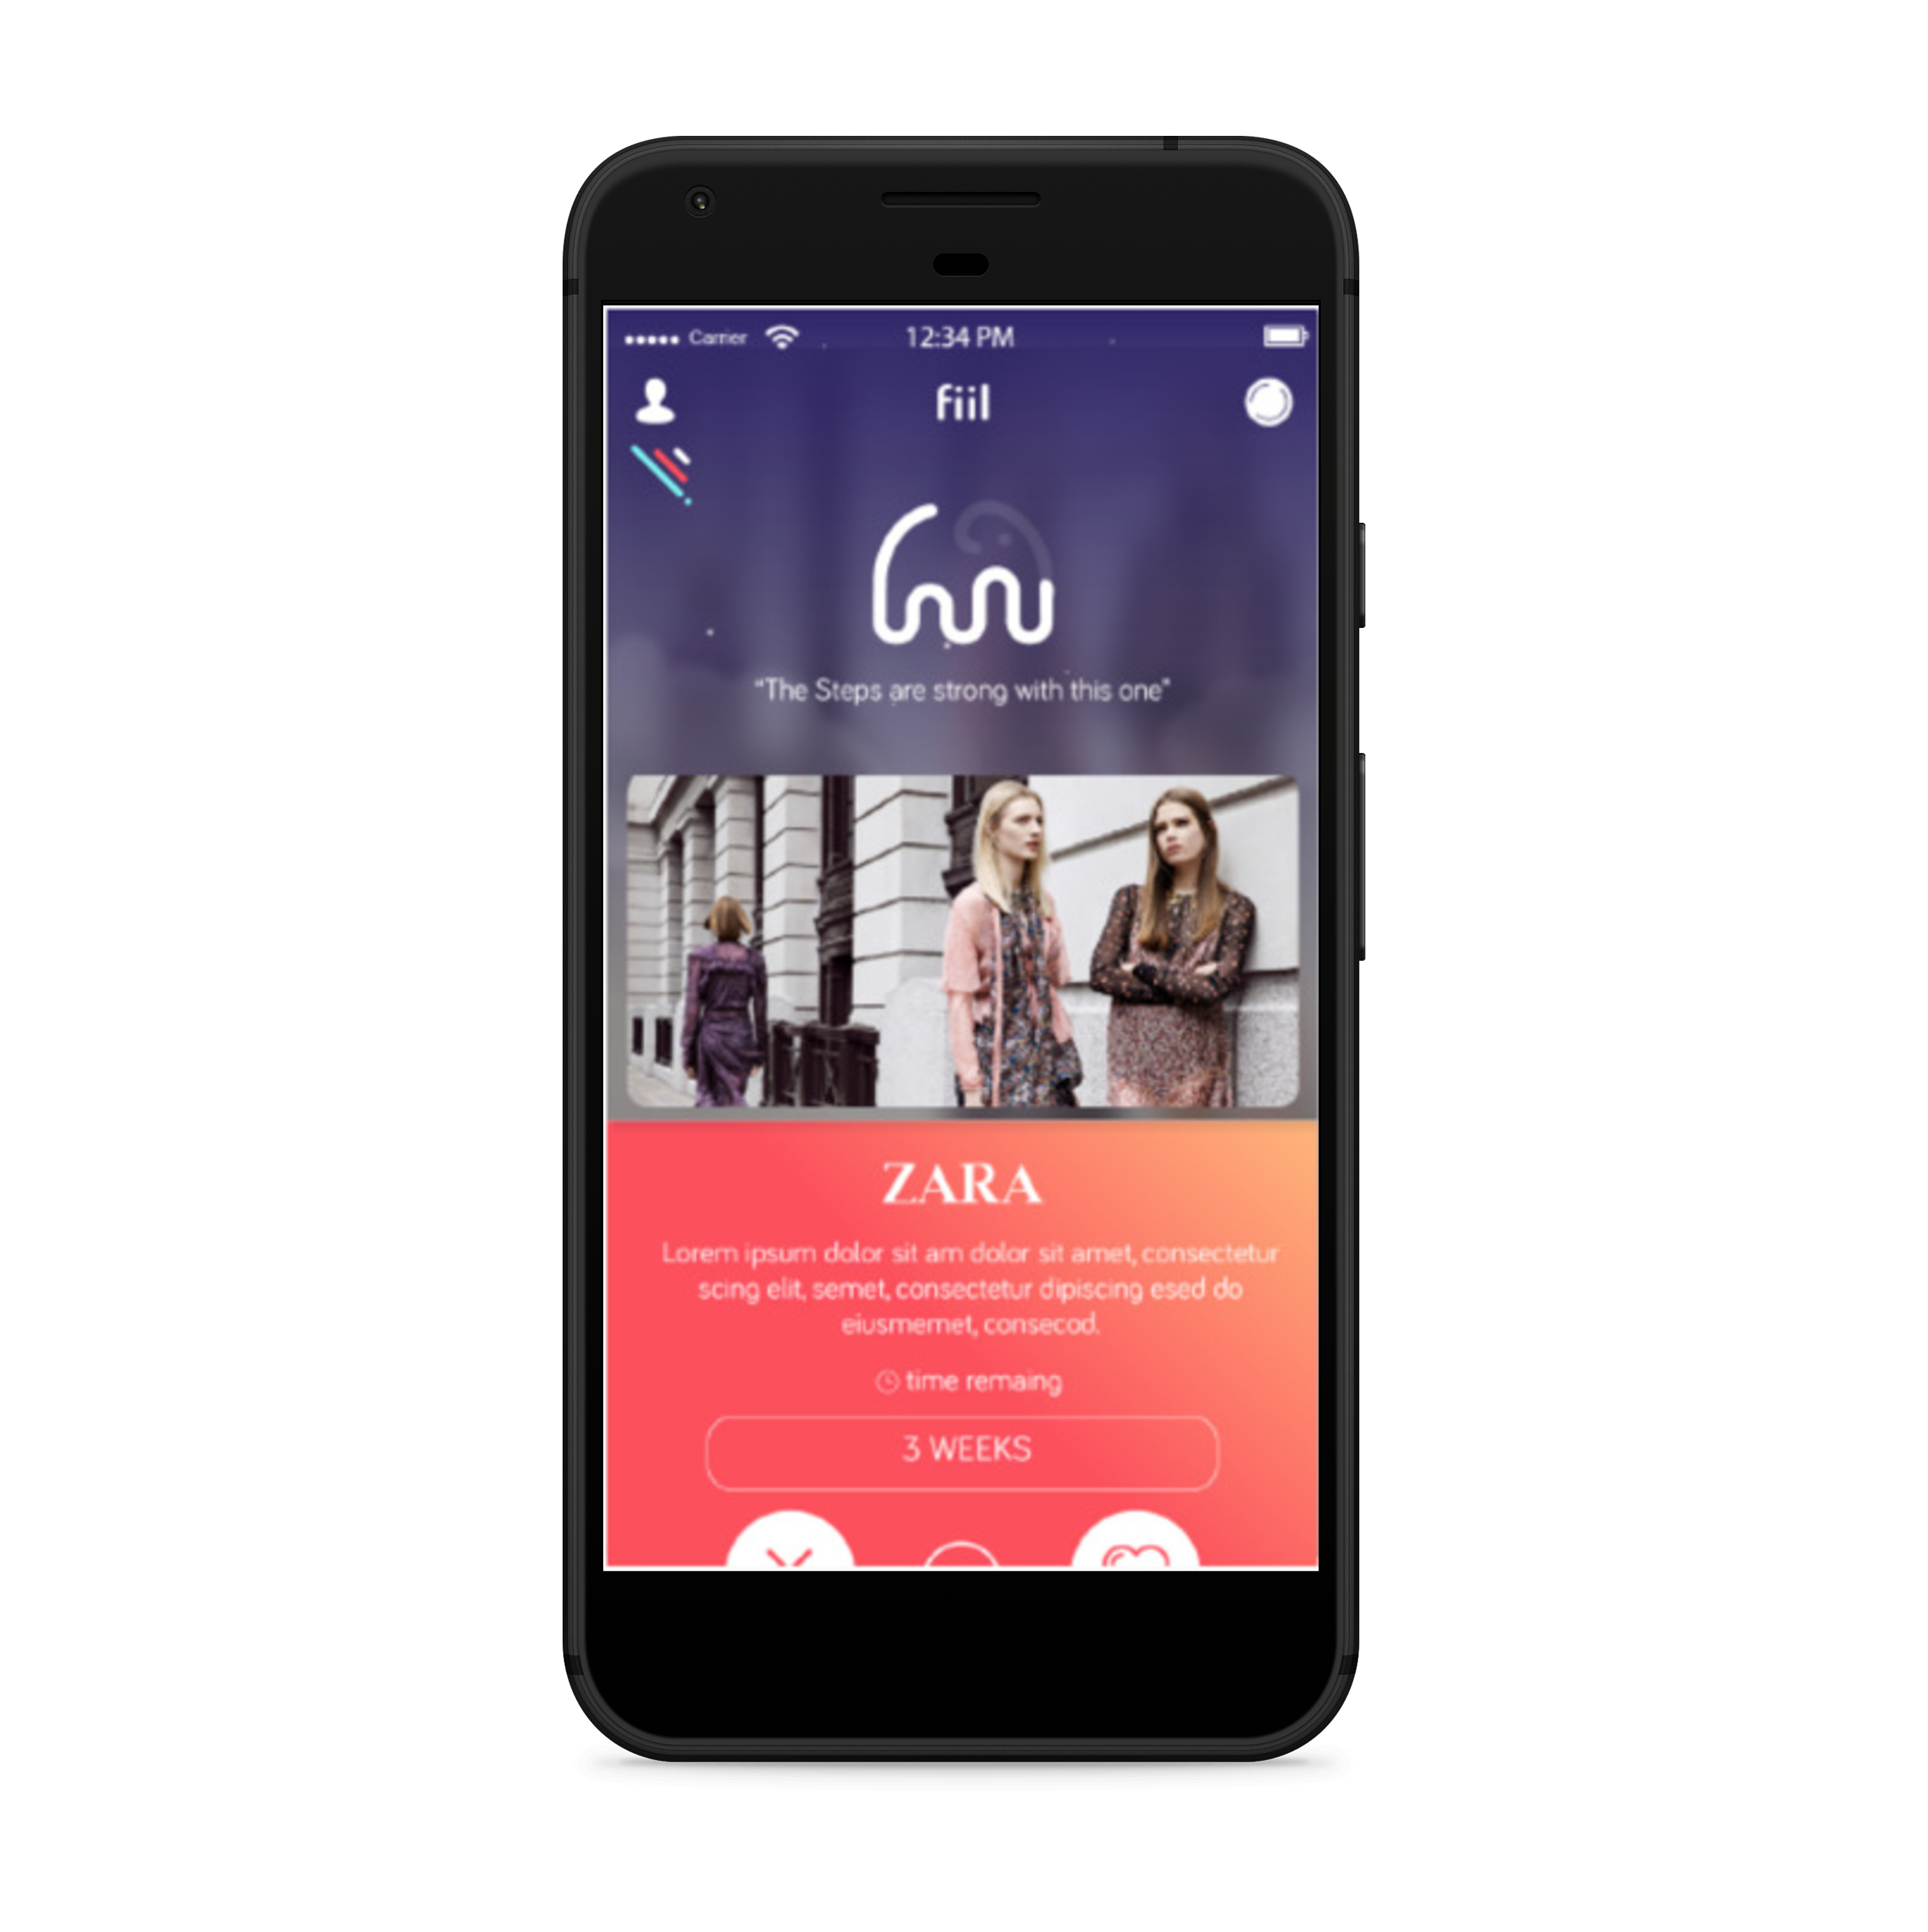 Carrier 12:34 PM
fiil
"The Steps are strong with this one"
ZARA
Lorem ipsum dolor sit am dolor sit amet, consectetur
scing elit, semet, consectetur dipiscing esed do
eiusmemet, consecod.
time remaing
3 WEEKS